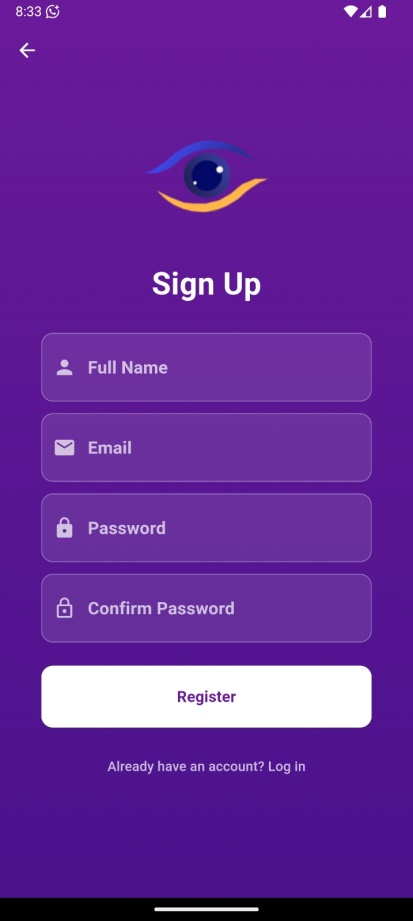 8:33
Sign Up
Full Name
Email
Password
Confirm Password
Register
Already have an account? Log in